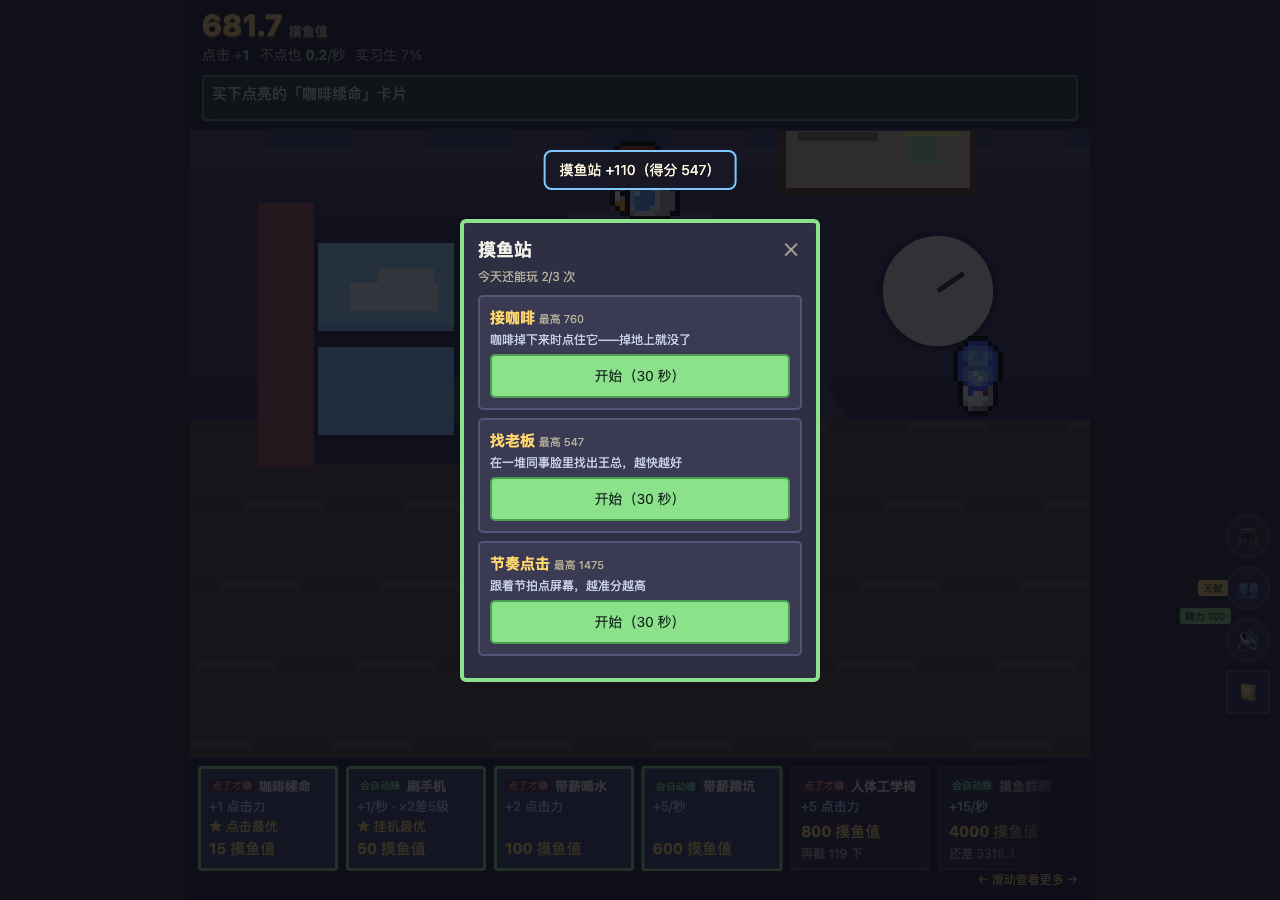 681.7 摸鱼值
点击 +1 不点也 0.2/秒 实习生 7%
买下点亮的「咖啡续命」卡片
摸鱼站 +110（得分 547）
摸鱼站
今天还能玩 2/3 次
接咖啡 最高 760
咖啡掉下来时点住它——掉地上就没了
开始（30 秒）
找老板 最高 547
在一堆同事脸里找出王总，越快越好
开始（30 秒）
节奏点击 最高 1475
跟着节拍点屏幕，越准分越高
开始（30 秒）
天赋
精力 100
点了才赚 咖啡续命
+1 点击力
★ 点击最优
15 摸鱼值
会自动赚 刷手机
+1/秒 · ×2差5级
★ 挂机最优
50 摸鱼值
点了才赚 带薪喝水
+2 点击力
100 摸鱼值
会自动赚 带薪蹲坑
+5/秒
600 摸鱼值
点了才赚 人体工学椅
+5 点击力
800 摸鱼值
再戳 119 下
会自动赚 摸鱼群聊
+15/秒
4000 摸鱼值
还差 3318.3
← 滑动查看更多 →